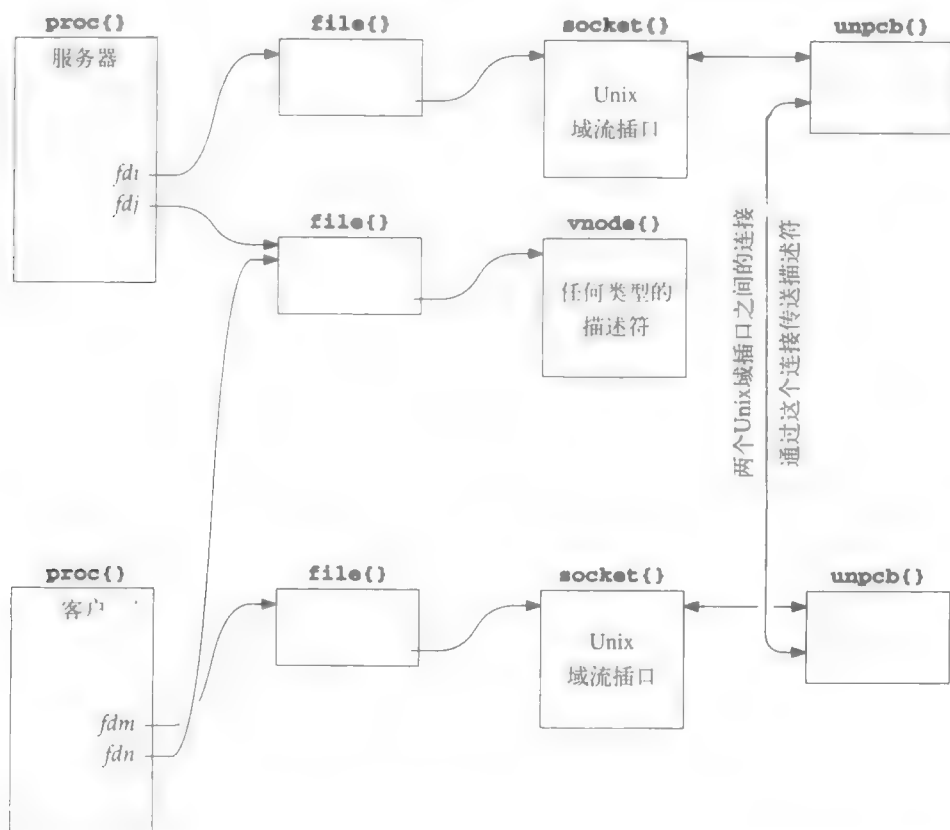 proc{}
file{}
socket{}
unpcb{}
服务器
Unix
域流插口
fdi
fdj
file{}
vnode{}
任何类型的
描述符
两个Unix域插口之间的连接
通过这个连接传送描述符
proc{}
file{}
socket{}
unpcb{}
客户
Unix
域流插口
fdm
fdn